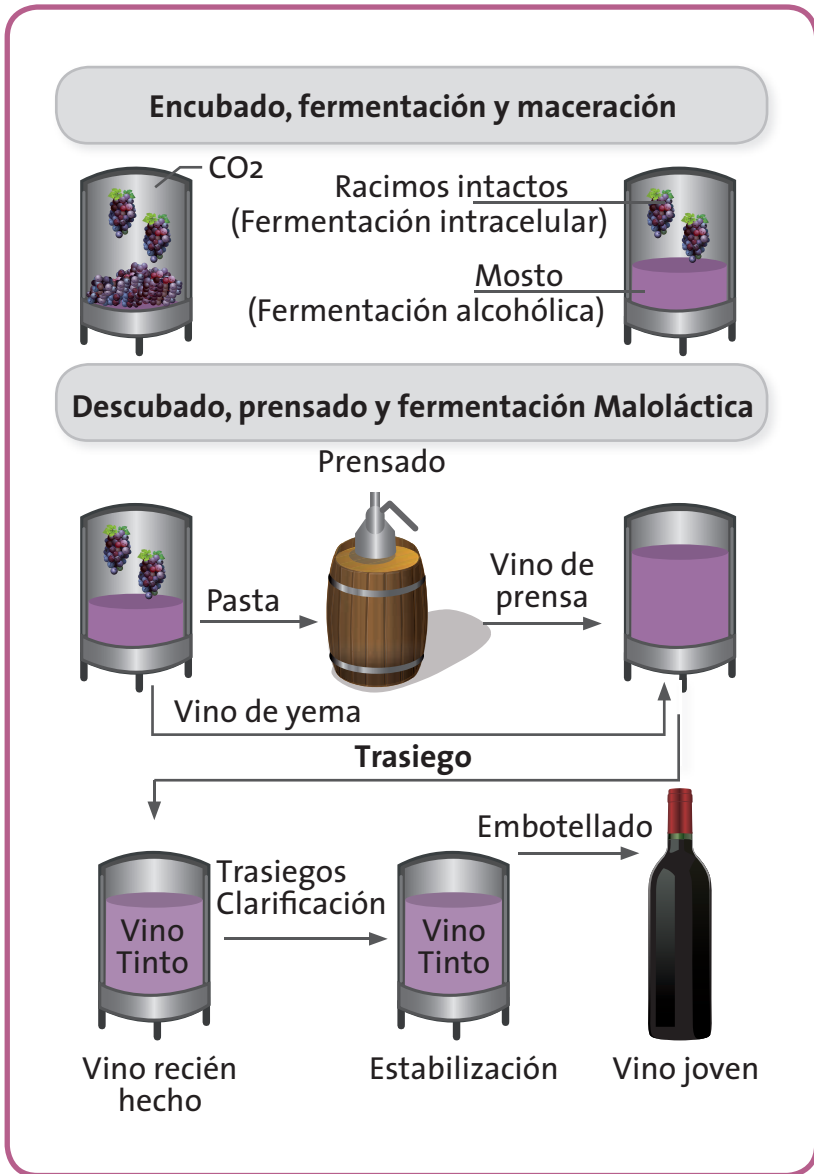 Encubado, fermentación y maceración
CO2
Racimos intactos
(Fermentación intracelular)
Mosto
(Fermentación alcohólica)
Descubado, prensado y fermentación Maloláctica
Prensado
Pasta
Vino de
prensa
Vino de yema
Trasiego
Embotellado
Trasiegos
Clarificación
Vino
Tinto
Vino
Tinto
Vino recién
hecho
Estabilización
Vino joven